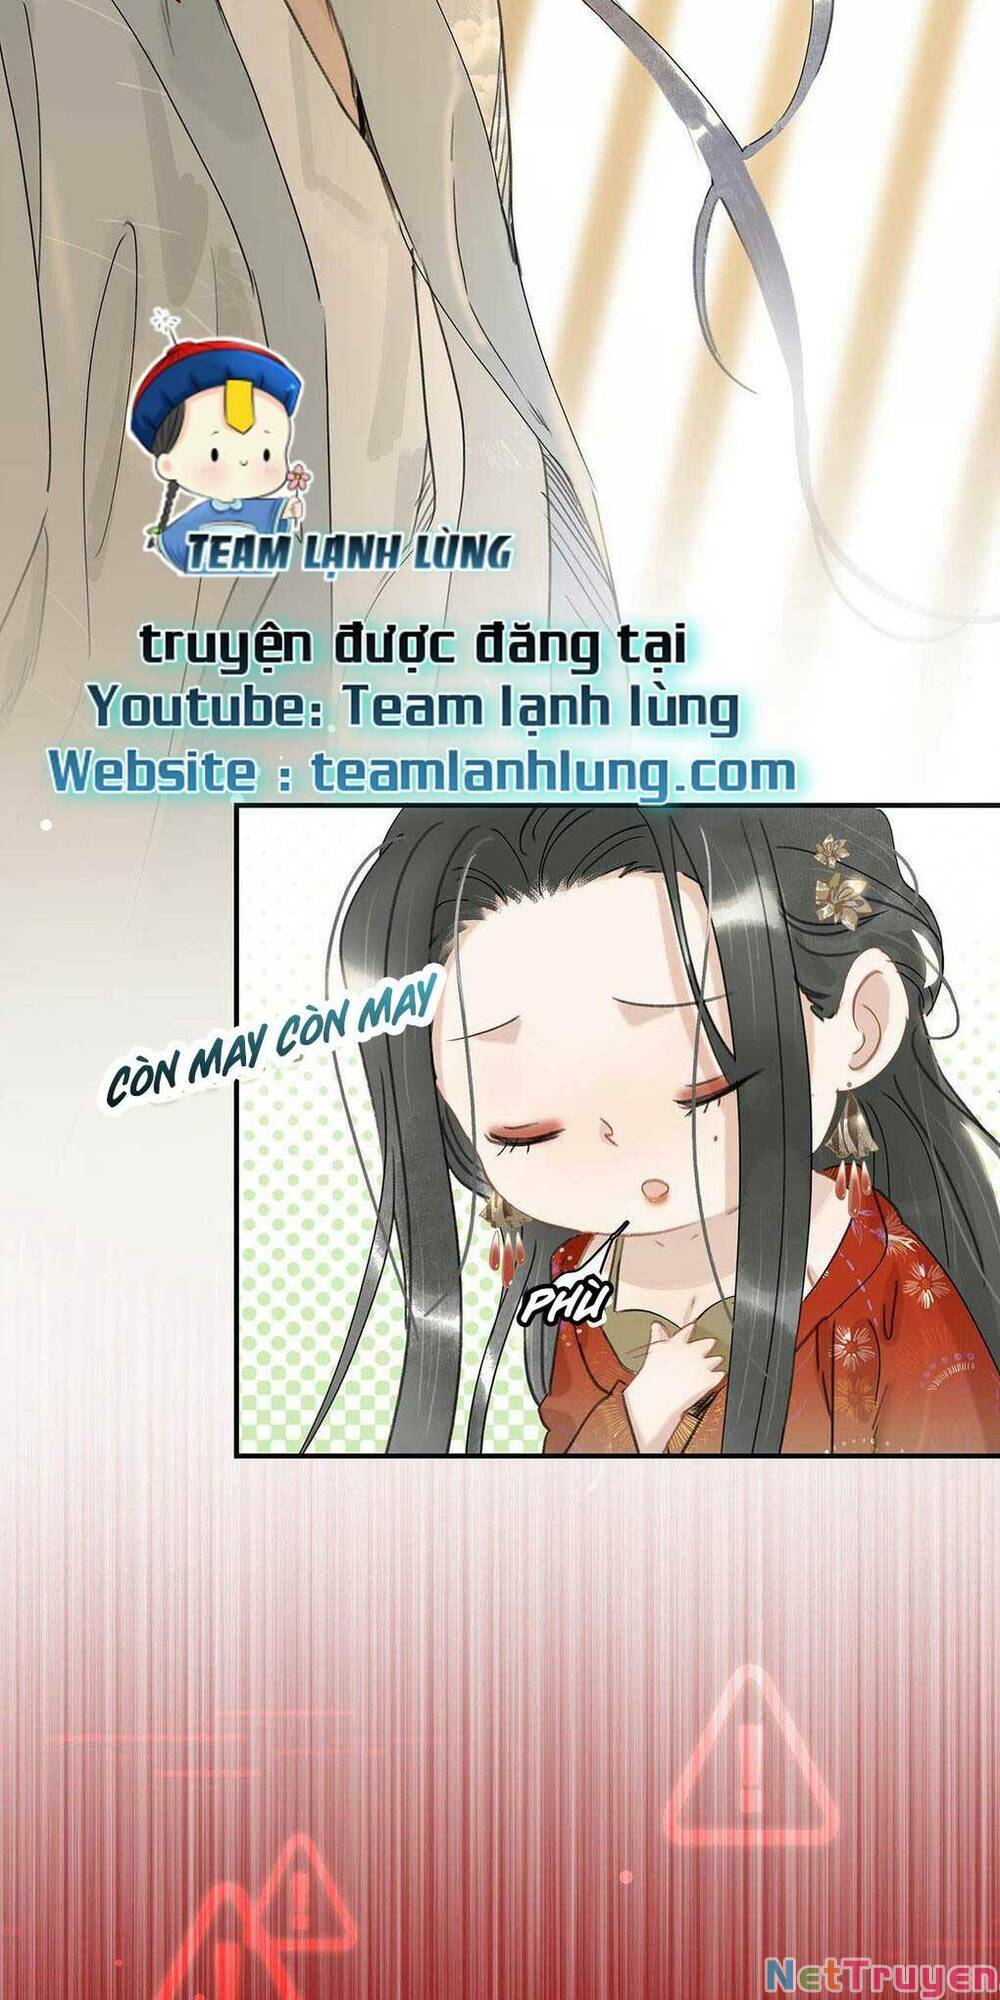 TEAM LẠNH LÙNG
truyện được đăng tại
Youtube: Team lạnh lùng
Website : teamlanhlung.com
CÒN MAY CÒN MAY
PHÙ
NetTruyen